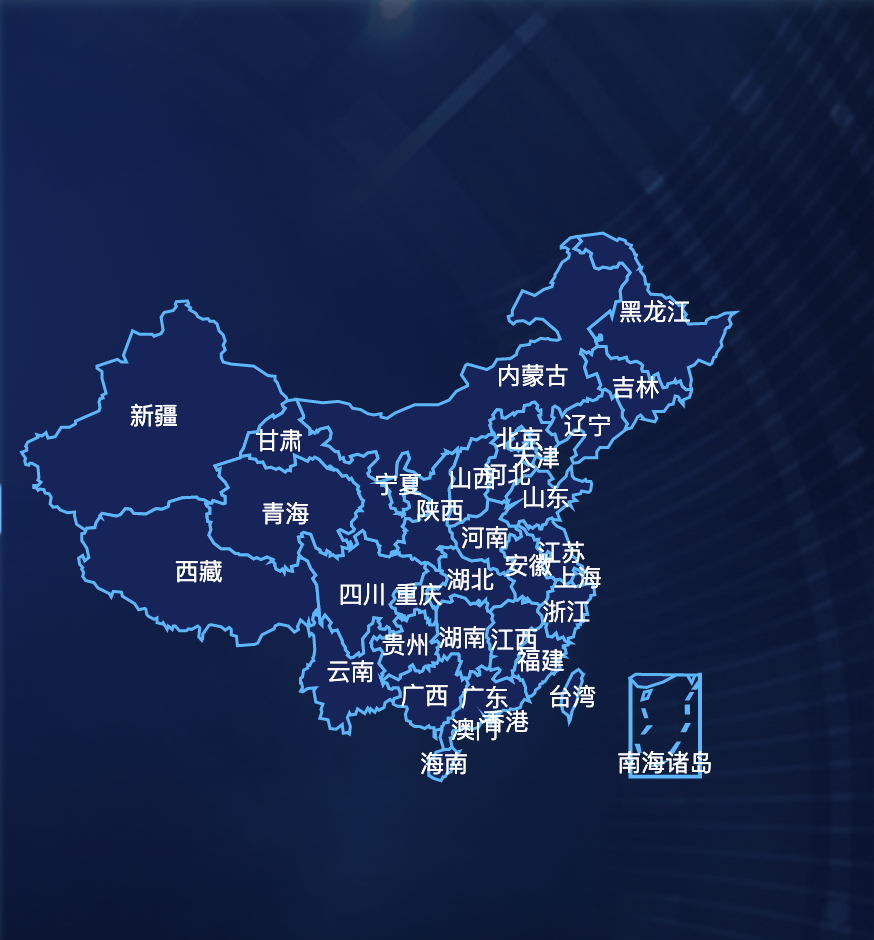 黑龙江
内蒙古
吉林
新疆
辽宁
甘肃
北京
天津
河北
山西
宁夏
山东
陕西
青海
河南
江苏
安徽
西藏
上海
湖北
四川
重庆
浙江
湖南
江西
贵州
福建
云南
广西
广东
台湾
香港
澳门
海南
南海诸岛